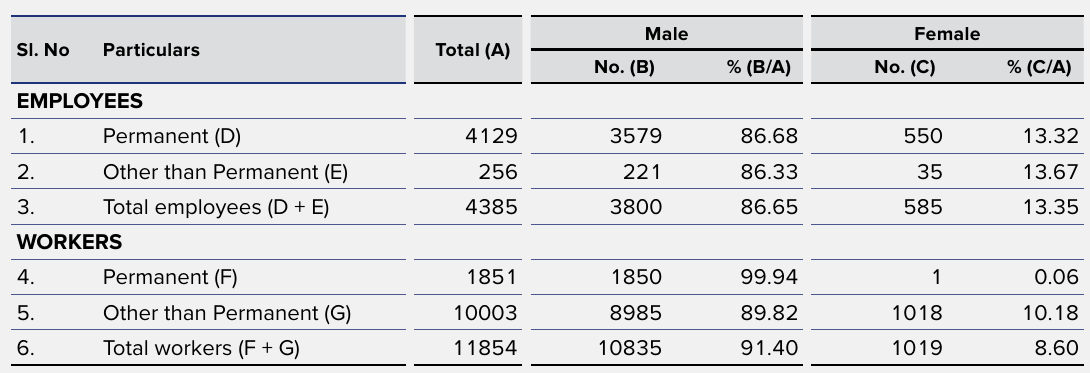 Sl. No Particulars Total (A) Male Female
No. (B) % (B/A) No. (C) % (C/A)
EMPLOYEES
1. Permanent (D) 4129 3579 86.68 550 13.32
2. Other than Permanent (E) 256 221 86.33 35 13.67
3. Total employees (D + E) 4385 3800 86.65 585 13.35
WORKERS
4. Permanent (F) 1851 1850 99.94 1 0.06
5. Other than Permanent (G) 10003 8985 89.82 1018 10.18
6. Total workers (F + G) 11854 10835 91.40 1019 8.60